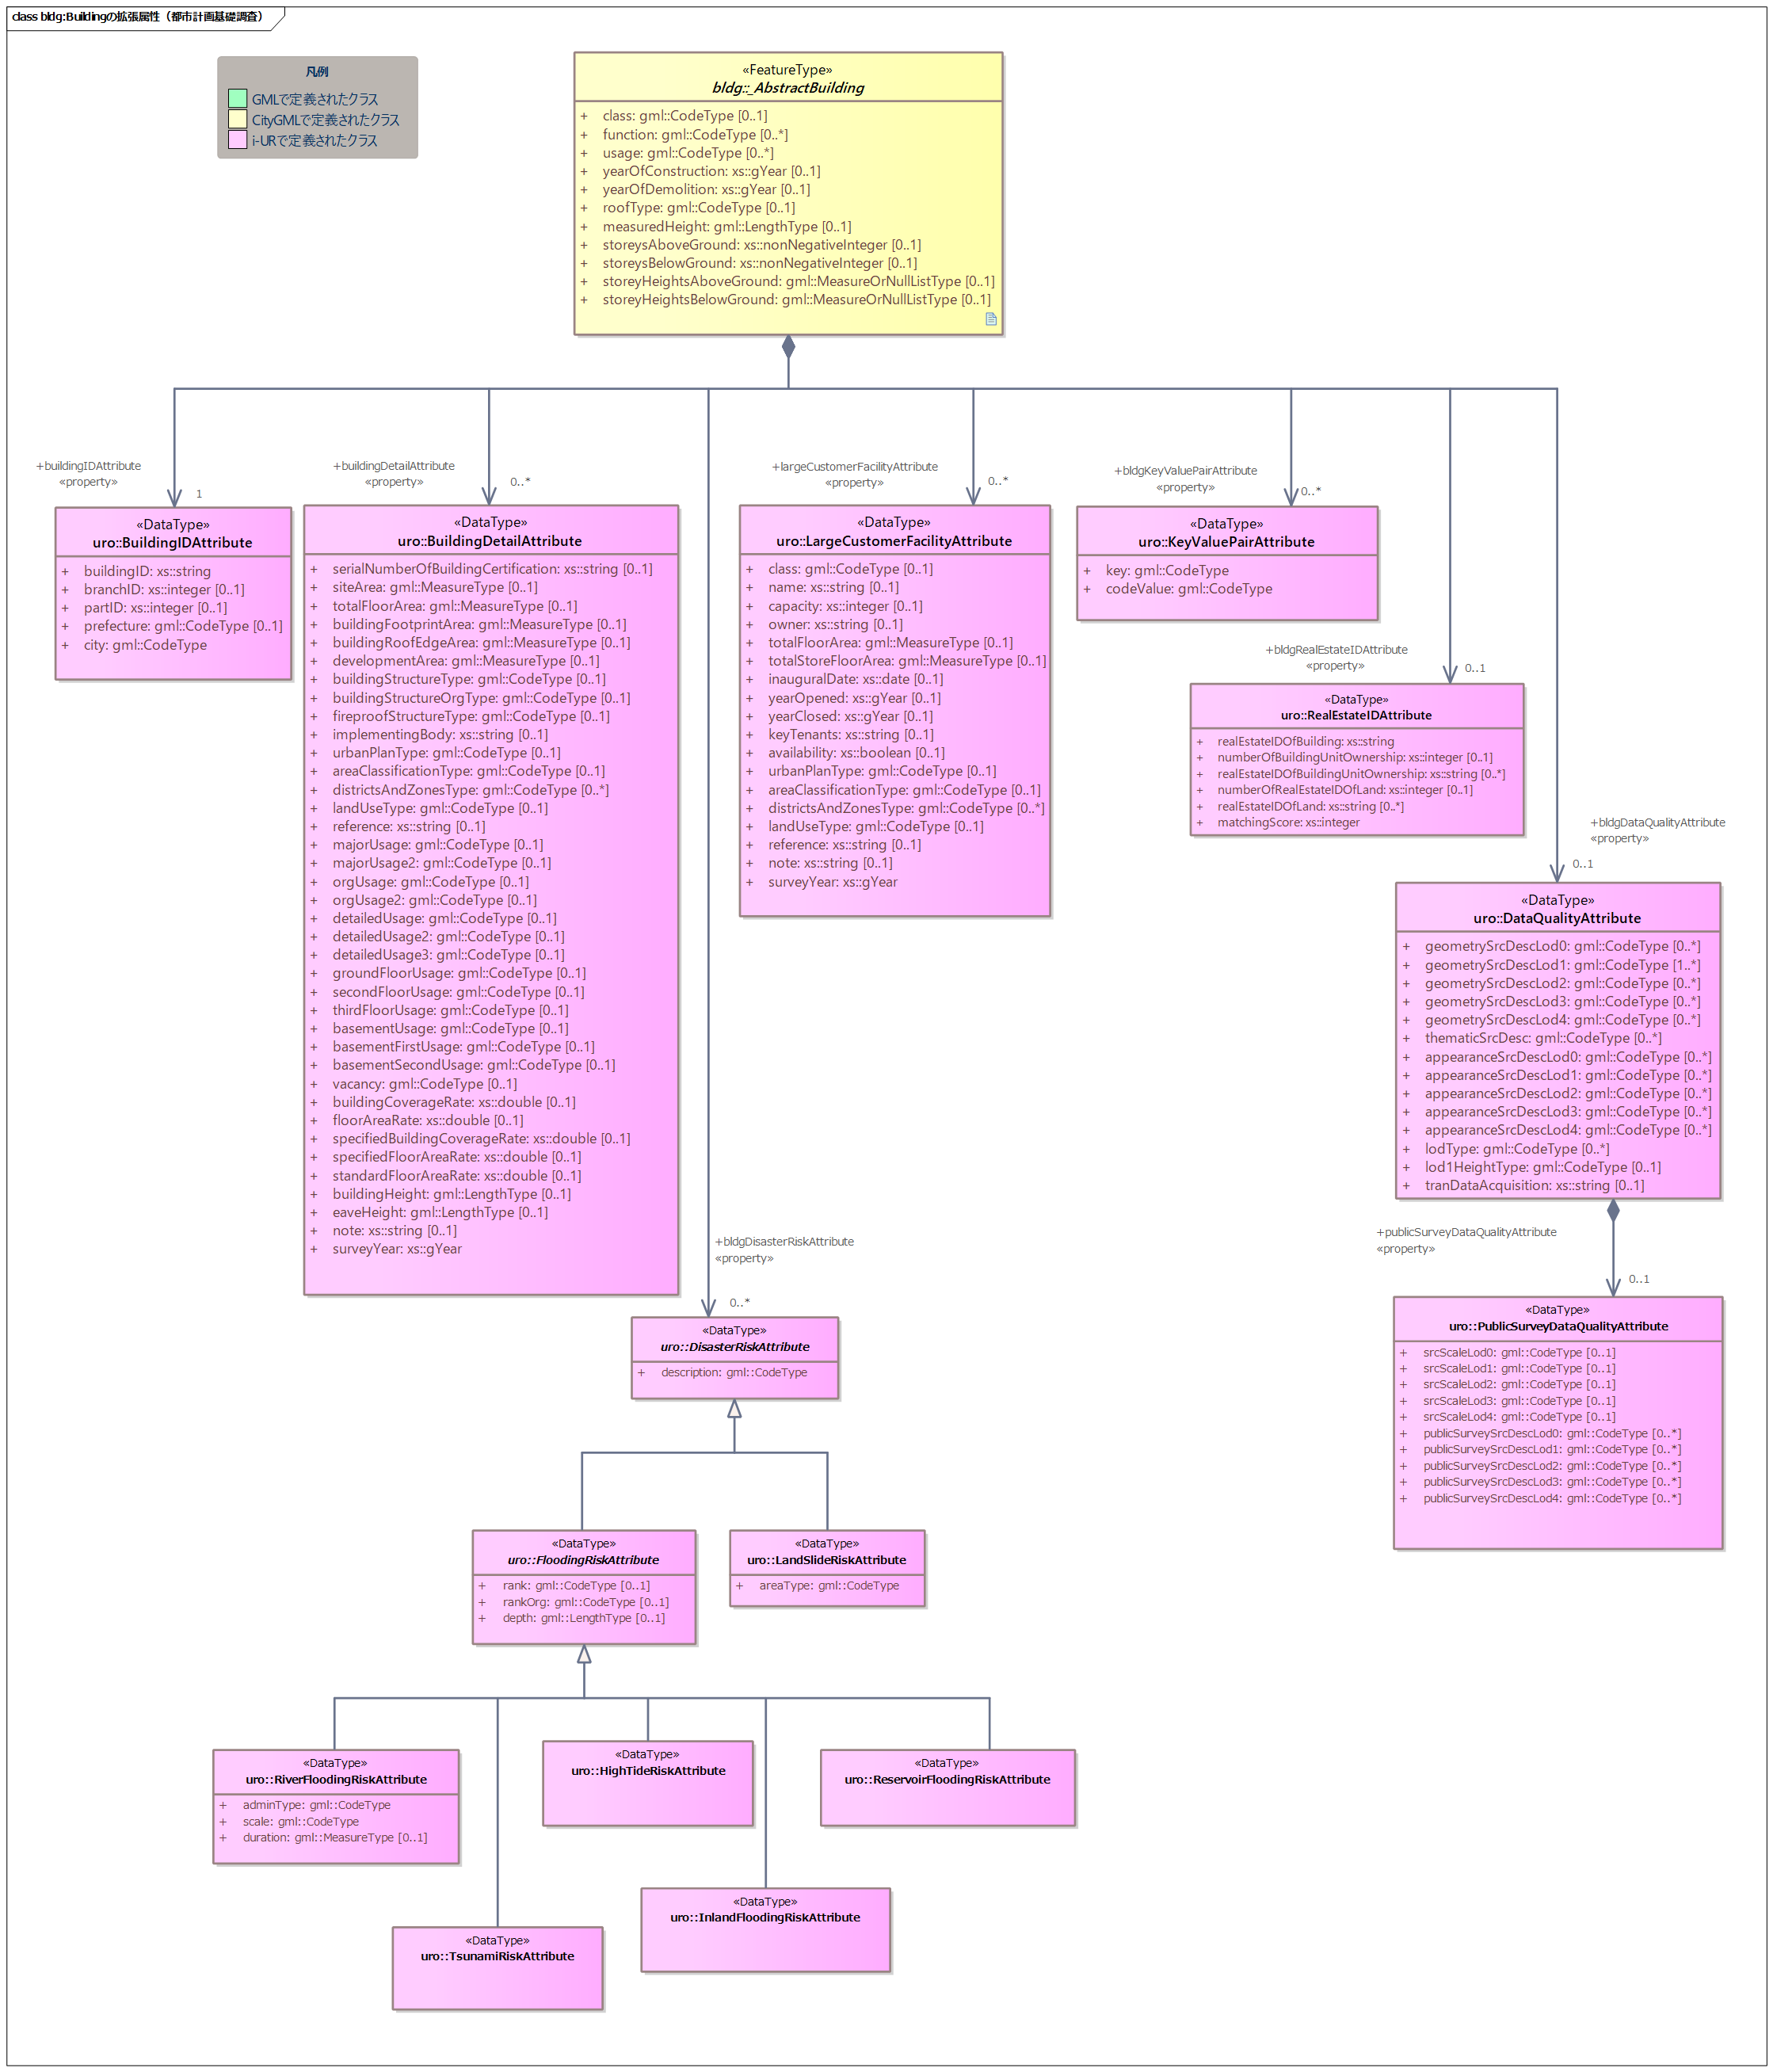 class bldg:Buildingの拡張属性（都市計画基礎調査）
凡例
GMLで定義されたクラス
CityGMLで定義されたクラス
i-URで定義されたクラス
«FeatureType»
bldg::_AbstractBuilding
+ class: gml::CodeType [0..1]
+ function: gml::CodeType [0..*]
+ usage: gml::CodeType [0..*]
+ yearOfConstruction: xs::gYear [0..1]
+ yearOfDemolition: xs::gYear [0..1]
+ roofType: gml::CodeType [0..1]
+ measuredHeight: gml::LengthType [0..1]
+ storeysAboveGround: xs::nonNegativeInteger [0..1]
+ storeysBelowGround: xs::nonNegativeInteger [0..1]
+ storeyHeightsAboveGround: gml::MeasureOrNullListType [0..1]
+ storeyHeightsBelowGround: gml::MeasureOrNullListType [0..1]
+buildingIDAttribute
«property»
1
«DataType»
uro::BuildingIDAttribute
+ buildingID: xs::string
+ branchID: xs::integer [0..1]
+ partID: xs::integer [0..1]
+ prefecture: gml::CodeType [0..1]
+ city: gml::CodeType
+buildingDetailAttribute
«property»
0..*
«DataType»
uro::BuildingDetailAttribute
+ serialNumberOfBuildingCertification: xs::string [0..1]
+ siteArea: gml::MeasureType [0..1]
+ totalFloorArea: gml::MeasureType [0..1]
+ buildingFootprintArea: gml::MeasureType [0..1]
+ buildingRoofEdgeArea: gml::MeasureType [0..1]
+ developmentArea: gml::MeasureType [0..1]
+ buildingStructureType: gml::CodeType [0..1]
+ buildingStructureOrgType: gml::CodeType [0..1]
+ fireproofStructureType: gml::CodeType [0..1]
+ implementingBody: xs::string [0..1]
+ urbanPlanType: gml::CodeType [0..1]
+ areaClassificationType: gml::CodeType [0..1]
+ districtsAndZonesType: gml::CodeType [0..*]
+ landUseType: gml::CodeType [0..1]
+ reference: xs::string [0..1]
+ majorUsage: gml::CodeType [0..1]
+ majorUsage2: gml::CodeType [0..1]
+ orgUsage: gml::CodeType [0..1]
+ orgUsage2: gml::CodeType [0..1]
+ detailedUsage: gml::CodeType [0..1]
+ detailedUsage2: gml::CodeType [0..1]
+ detailedUsage3: gml::CodeType [0..1]
+ groundFloorUsage: gml::CodeType [0..1]
+ secondFloorUsage: gml::CodeType [0..1]
+ thirdFloorUsage: gml::CodeType [0..1]
+ basementUsage: gml::CodeType [0..1]
+ basementFirstUsage: gml::CodeType [0..1]
+ basementSecondUsage: gml::CodeType [0..1]
+ vacancy: gml::CodeType [0..1]
+ buildingCoverageRate: xs::double [0..1]
+ floorAreaRate: xs::double [0..1]
+ specifiedBuildingCoverageRate: xs::double [0..1]
+ specifiedFloorAreaRate: xs::double [0..1]
+ standardFloorAreaRate: xs::double [0..1]
+ buildingHeight: gml::LengthType [0..1]
+ eaveHeight: gml::LengthType [0..1]
+ note: xs::string [0..1]
+ surveyYear: xs::gYear
+largeCustomerFacilityAttribute
«property»
0..*
«DataType»
uro::LargeCustomerFacilityAttribute
+ class: gml::CodeType [0..1]
+ name: xs::string [0..1]
+ capacity: xs::integer [0..1]
+ owner: xs::string [0..1]
+ totalFloorArea: gml::MeasureType [0..1]
+ totalStoreFloorArea: gml::MeasureType [0..1]
+ inauguralDate: xs::date [0..1]
+ yearOpened: xs::gYear [0..1]
+ yearClosed: xs::gYear [0..1]
+ keyTenants: xs::string [0..1]
+ availability: xs::boolean [0..1]
+ urbanPlanType: gml::CodeType [0..1]
+ areaClassificationType: gml::CodeType [0..1]
+ districtsAndZonesType: gml::CodeType [0..*]
+ landUseType: gml::CodeType [0..1]
+ reference: xs::string [0..1]
+ note: xs::string [0..1]
+ surveyYear: xs::gYear
+bldgKeyValuePairAttribute
«property»
0..*
«DataType»
uro::KeyValuePairAttribute
+ key: gml::CodeType
+ codeValue: gml::CodeType
+bldgRealEstateIDAttribute
«property»
0..1
«DataType»
uro::RealEstateIDAttribute
+ realEstateIDOfBuilding: xs::string
+ numberOfBuildingUnitOwnership: xs::integer [0..1]
+ realEstateIDOfBuildingUnitOwnership: xs::string [0..*]
+ numberOfRealEstateIDOfLand: xs::integer [0..1]
+ realEstateIDOfLand: xs::string [0..*]
+ matchingScore: xs::integer
+bldgDataQualityAttribute
«property»
0..1
«DataType»
uro::DataQualityAttribute
+ geometrySrcDescLod0: gml::CodeType [0..*]
+ geometrySrcDescLod1: gml::CodeType [1..*]
+ geometrySrcDescLod2: gml::CodeType [0..*]
+ geometrySrcDescLod3: gml::CodeType [0..*]
+ geometrySrcDescLod4: gml::CodeType [0..*]
+ thematicSrcDesc: gml::CodeType [0..*]
+ appearanceSrcDescLod0: gml::CodeType [0..*]
+ appearanceSrcDescLod1: gml::CodeType [0..*]
+ appearanceSrcDescLod2: gml::CodeType [0..*]
+ appearanceSrcDescLod3: gml::CodeType [0..*]
+ appearanceSrcDescLod4: gml::CodeType [0..*]
+ lodType: gml::CodeType [0..*]
+ lod1HeightType: gml::CodeType [0..1]
+ tranDataAcquisition: xs::string [0..1]
+publicSurveyDataQualityAttribute
«property»
0..1
«DataType»
uro::PublicSurveyDataQualityAttribute
+ srcScaleLod0: gml::CodeType [0..1]
+ srcScaleLod1: gml::CodeType [0..1]
+ srcScaleLod2: gml::CodeType [0..1]
+ srcScaleLod3: gml::CodeType [0..1]
+ srcScaleLod4: gml::CodeType [0..1]
+ publicSurveySrcDescLod0: gml::CodeType [0..*]
+ publicSurveySrcDescLod1: gml::CodeType [0..*]
+ publicSurveySrcDescLod2: gml::CodeType [0..*]
+ publicSurveySrcDescLod3: gml::CodeType [0..*]
+ publicSurveySrcDescLod4: gml::CodeType [0..*]
+bldgDisasterRiskAttribute
«property»
0..*
«DataType»
uro::DisasterRiskAttribute
+ description: gml::CodeType
«DataType»
uro::FloodingRiskAttribute
+ rank: gml::CodeType [0..1]
+ rankOrg: gml::CodeType [0..1]
+ depth: gml::LengthType [0..1]
«DataType»
uro::LandSlideRiskAttribute
+ areaType: gml::CodeType
«DataType»
uro::RiverFloodingRiskAttribute
+ adminType: gml::CodeType
+ scale: gml::CodeType
+ duration: gml::MeasureType [0..1]
«DataType»
uro::HighTideRiskAttribute
«DataType»
uro::ReservoirFloodingRiskAttribute
«DataType»
uro::InlandFloodingRiskAttribute
«DataType»
uro::TsunamiRiskAttribute